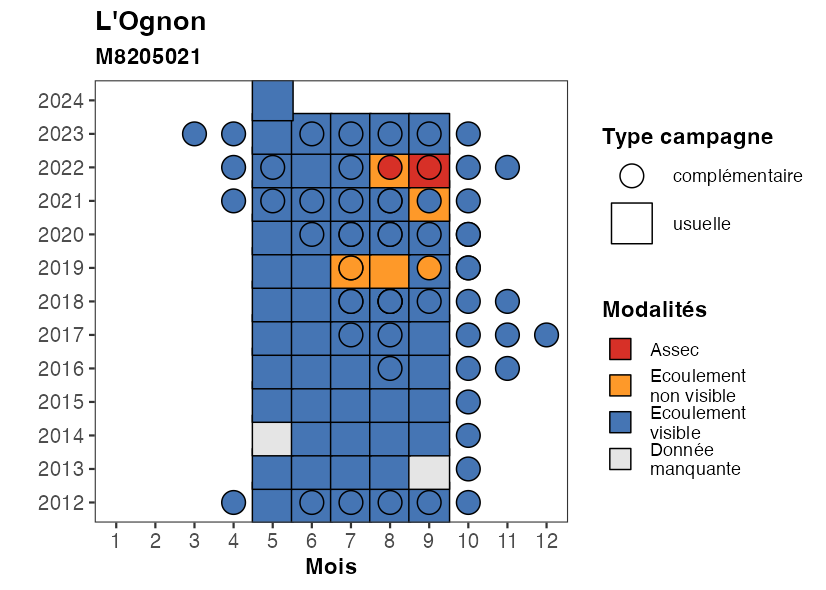 L'Ognon
M8205021
2024
2023
2022
2021
2020
2019
2018
2017
2016
2015
2014
2013
2012
1 2 3 4 5 6 7 8 9 10 11 12
Mois
Type campagne
complémentaire
usuelle
Modalités
Assec
Ecoulement
non visible
Ecoulement
visible
Donnée
manquante